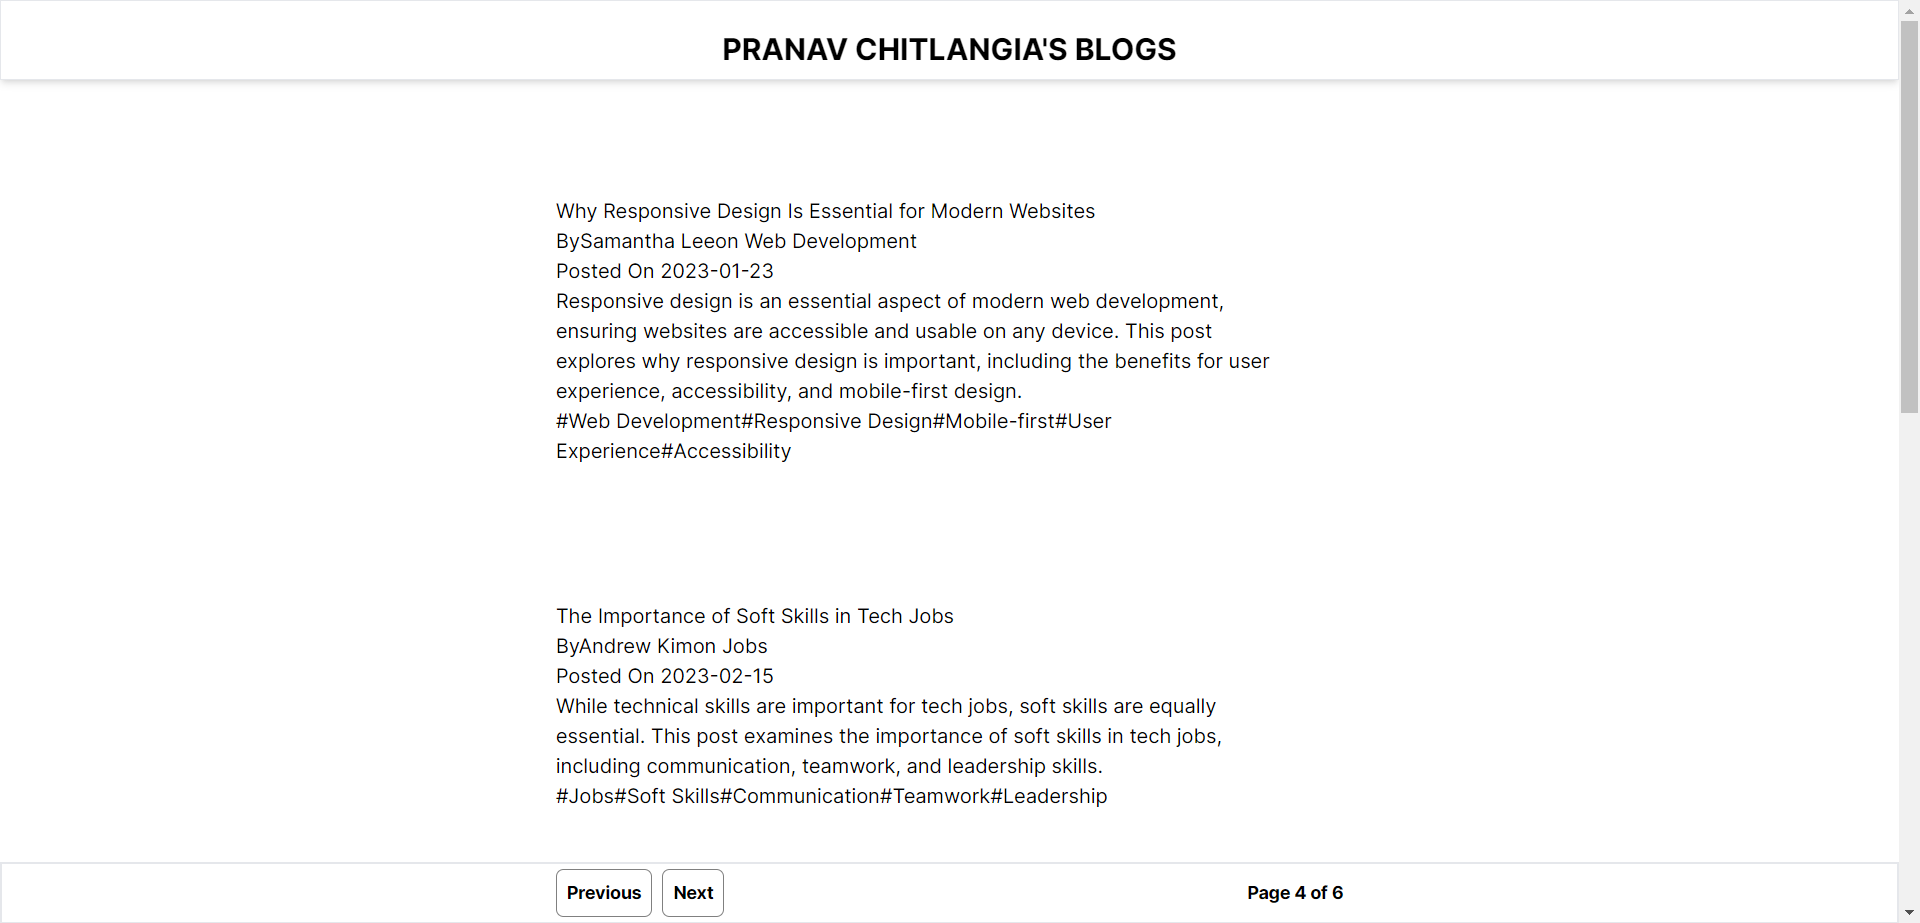 PRANAV CHITLANGIA'S BLOGS
Why Responsive Design Is Essential for Modern Websites
BySamantha Leeon Web Development
Posted On 2023-01-23
Responsive design is an essential aspect of modern web development,
ensuring websites are accessible and usable on any device. This post
explores why responsive design is important, including the benefits for user
experience, accessibility, and mobile-first design.
#Web Development#Responsive Design#Mobile-first#User
Experience#Accessibility
The Importance of Soft Skills in Tech Jobs
ByAndrew Kimon Jobs
Posted On 2023-02-15
While technical skills are important for tech jobs, soft skills are equally
essential. This post examines the importance of soft skills in tech jobs,
including communication, teamwork, and leadership skills.
#Jobs#Soft Skills#Communication#Teamwork#Leadership
Previous Next Page 4 of 6